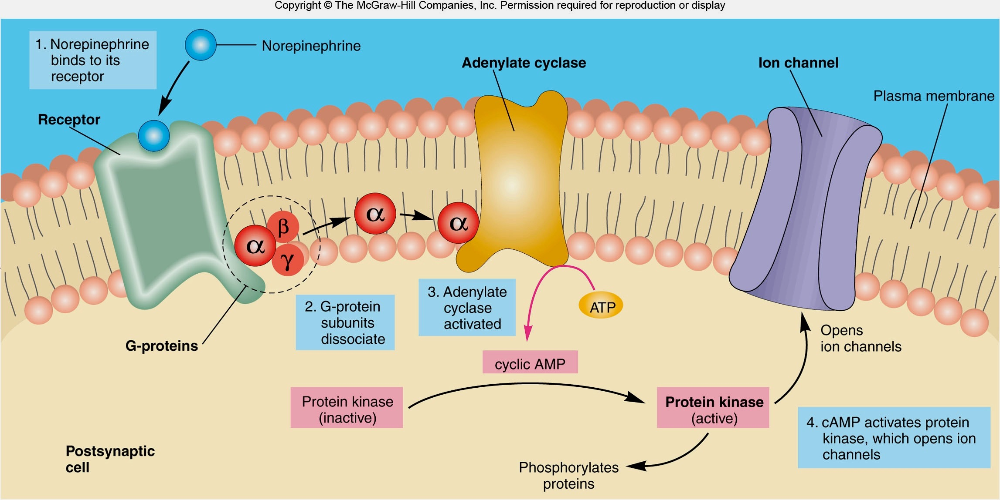 Copyright © The McGraw-Hill Companies, Inc. Permission required for reproduction or display
1. Norepinephrine
binds to its
receptor
Norepinephrine
Receptor
Adenylate cyclase
Ion channel
Plasma membrane
α
β
γ
α
α
G-proteins
2. G-protein
subunits
dissociate
3. Adenylate
cyclase
activated
ATP
cyclic AMP
Opens
ion channels
Protein kinase
(inactive)
Protein kinase
(active)
4. cAMP activates protein
kinase, which opens ion
channels
Phosphorylates
proteins
Postsynaptic
cell